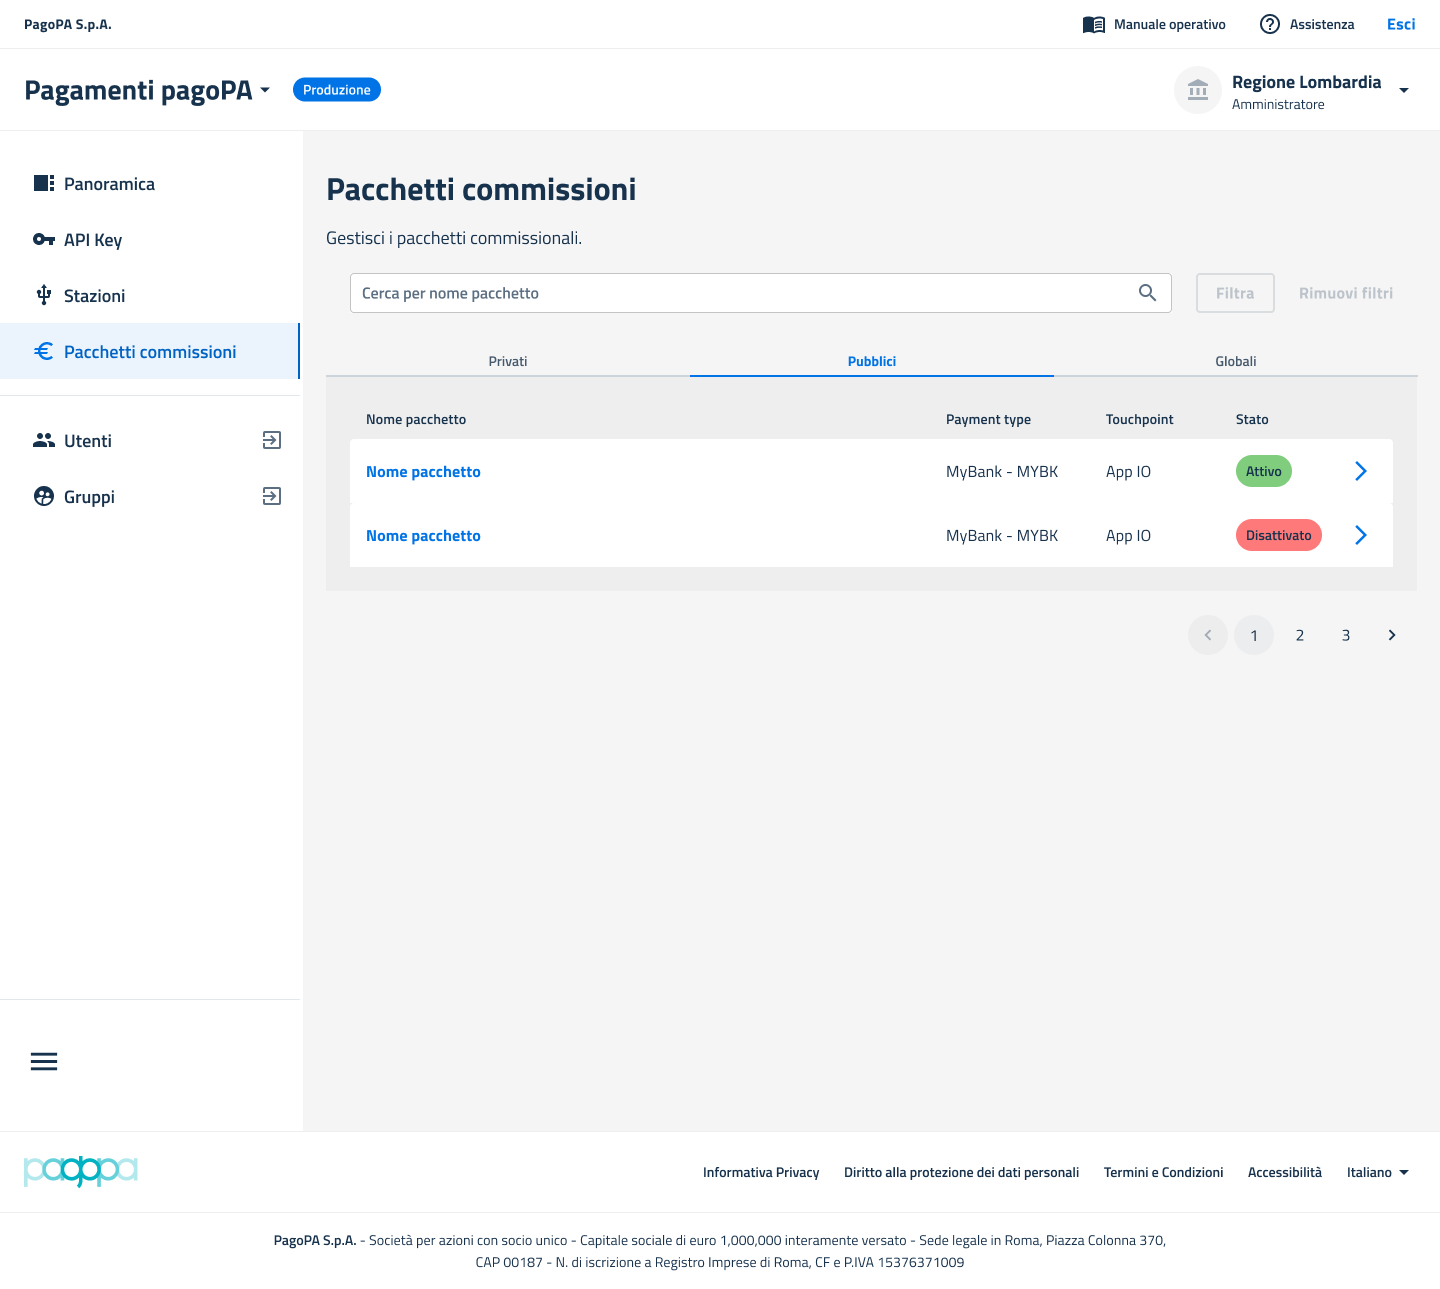 PagoPA S.p.A.
Manuale operativo
Assistenza
Esci
Pagamenti pagoPA
Produzione
Regione Lombardia
Amministratore
Panoramica
API Key
Stazioni
Pacchetti commissioni
Utenti
Gruppi
Pacchetti commissioni
Gestisci i pacchetti commissionali.
Cerca per nome pacchetto
Filtra
Rimuovi filtri
Privati
Pubblici
Globali
Nome pacchetto
Payment type
Touchpoint
Stato
Nome pacchetto
MyBank - MYBK
App IO
Attivo
Nome pacchetto
MyBank - MYBK
App IO
Disattivato
1
2
3
pagopa
Informativa Privacy
Diritto alla protezione dei dati personali
Termini e Condizioni
Accessibilità
Italiano
PagoPA S.p.A. - Società per azioni con socio unico - Capitale sociale di euro 1,000,000 interamente versato - Sede legale in Roma, Piazza Colonna 370,
CAP 00187 - N. di iscrizione a Registro Imprese di Roma, CF e P.IVA 15376371009